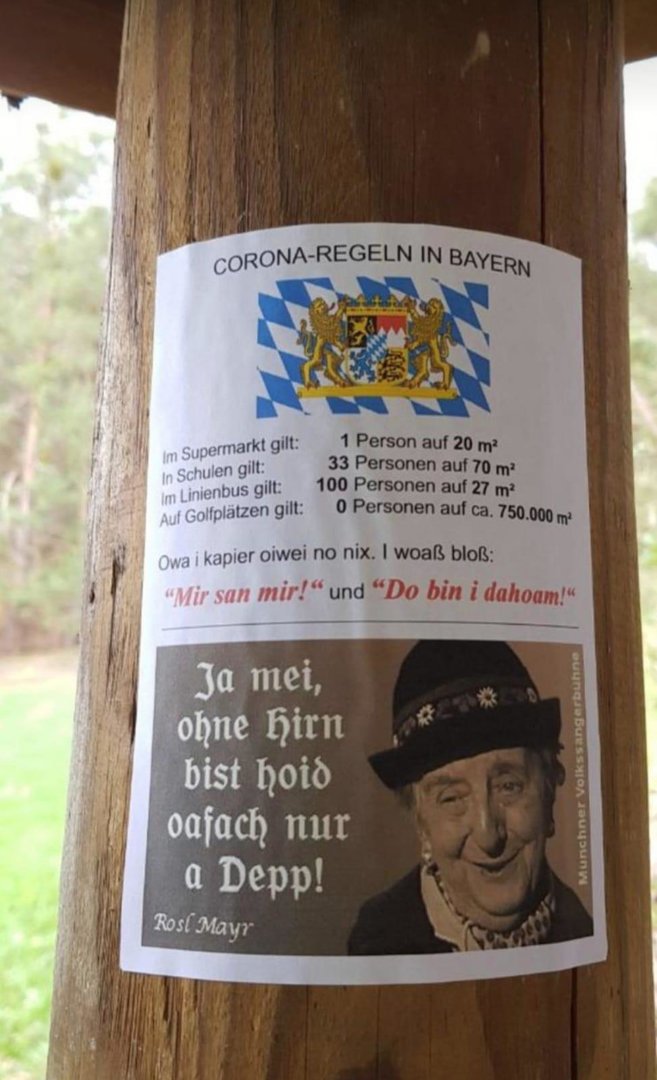 CORONA-REGELN IN BAYERN
Im Supermarkt gilt: 1 Person auf 20 m²
In Schulen gilt: 33 Personen auf 70 m²
Im Linienbus gilt: 100 Personen auf 27 m²
Auf Golfplätzen gilt: 0 Personen auf ca. 750.000 m²
Owa i kapier oiwei no nix. I woaß bloß:
“Mir san mir!“ und “Do bin i dahoam!“
Ja mei,
ohne Hirn
bist hoid
oafach nur
a Depp!
Rosl Mayr
Münchner Volkssängerbühne